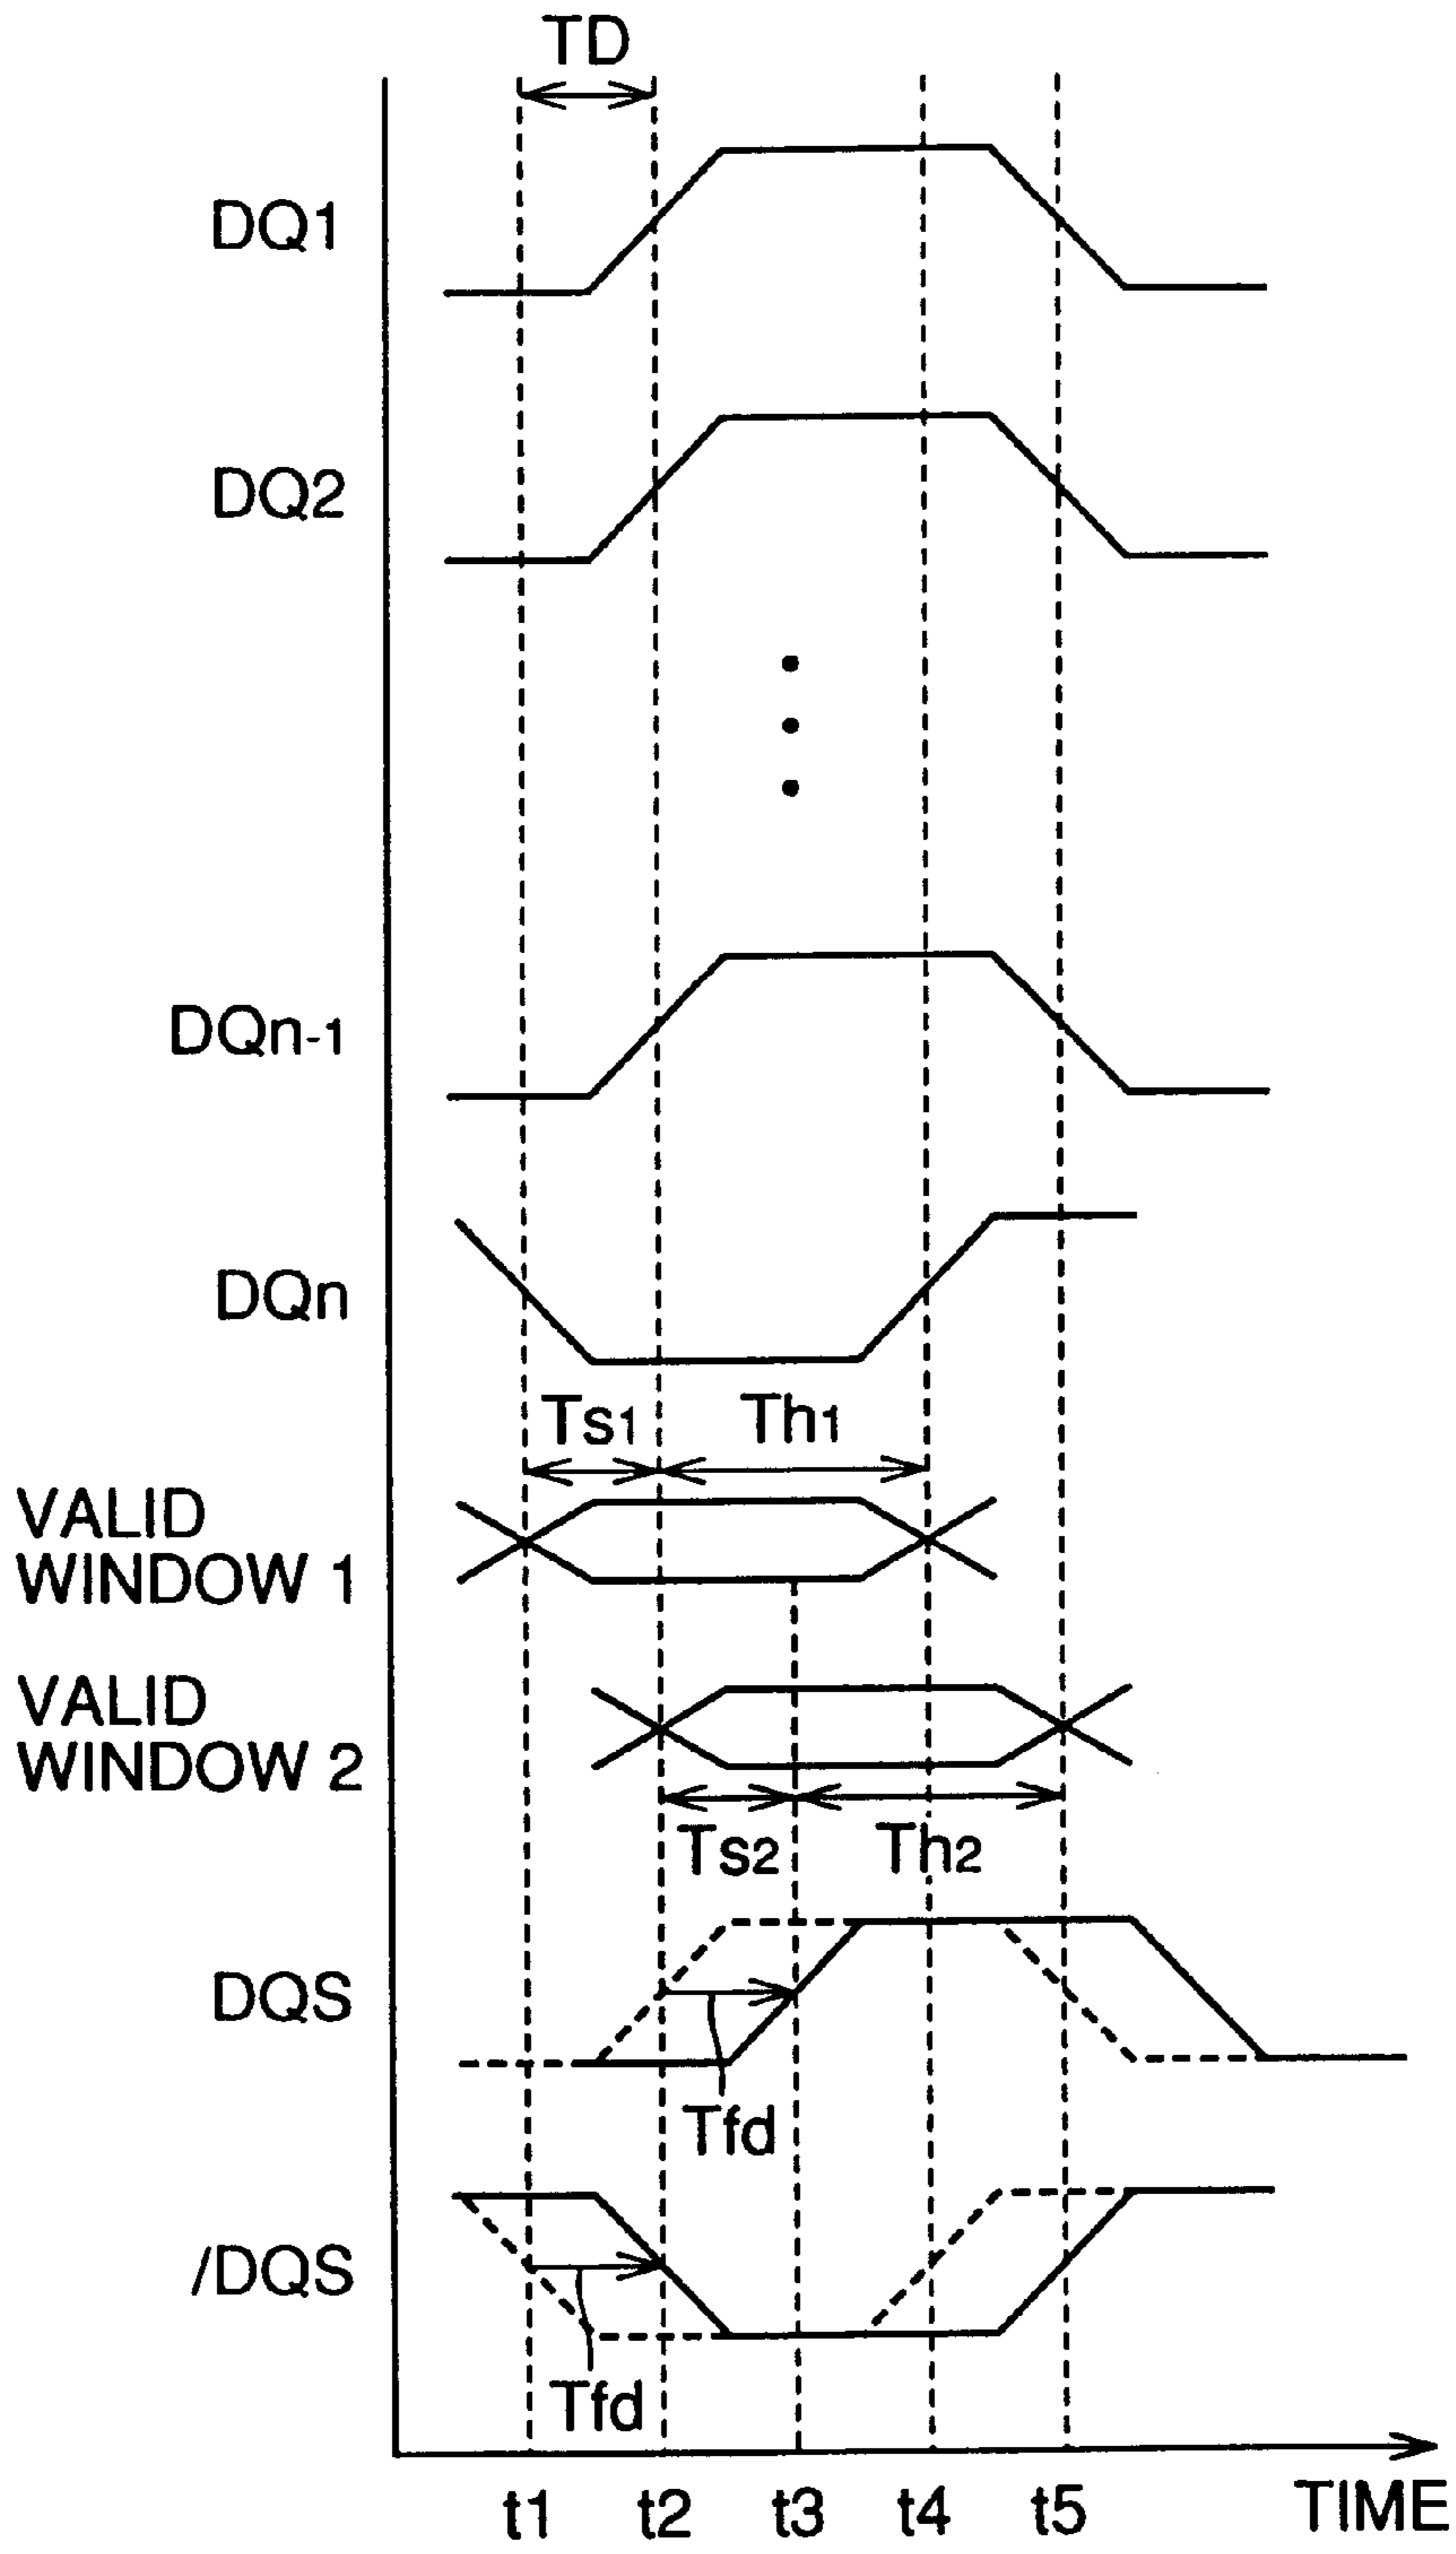 TD
DQ1
DQ2
DQn-1
DQn
Ts1 Th1
VALID
WINDOW 1
VALID
WINDOW 2
Ts2 Th2
DQS
Tfd
/DQS
Tfd
t1 t2 t3 t4 t5 TIME